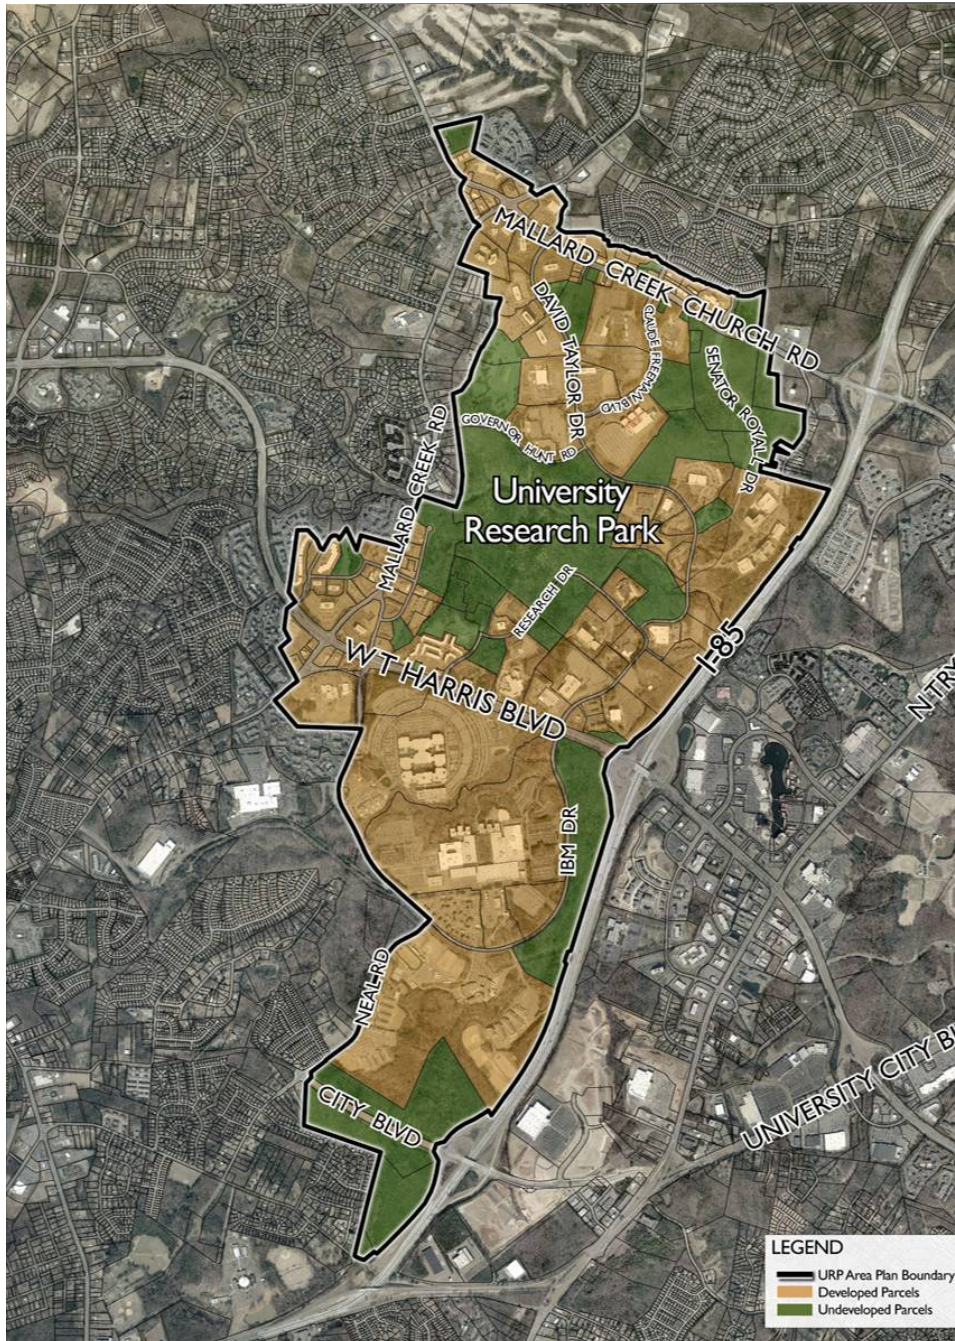 MALLARD CREEK CHURCH RD
DAVID TAYLOR DR
CLAUDE FREEMAN BLVD
SENATOR ROYALL DR
GOVERNOR HUNT RD
MALLARD CREEK RD
University
Research Park
RESEARCH DR
I-85
W T HARRIS BLVD
N TRY
IBM DR
NEAL RD
CITY BLVD
UNIVERSITY CITY BL
LEGEND
URP Area Plan Boundary
Developed Parcels
Undeveloped Parcels